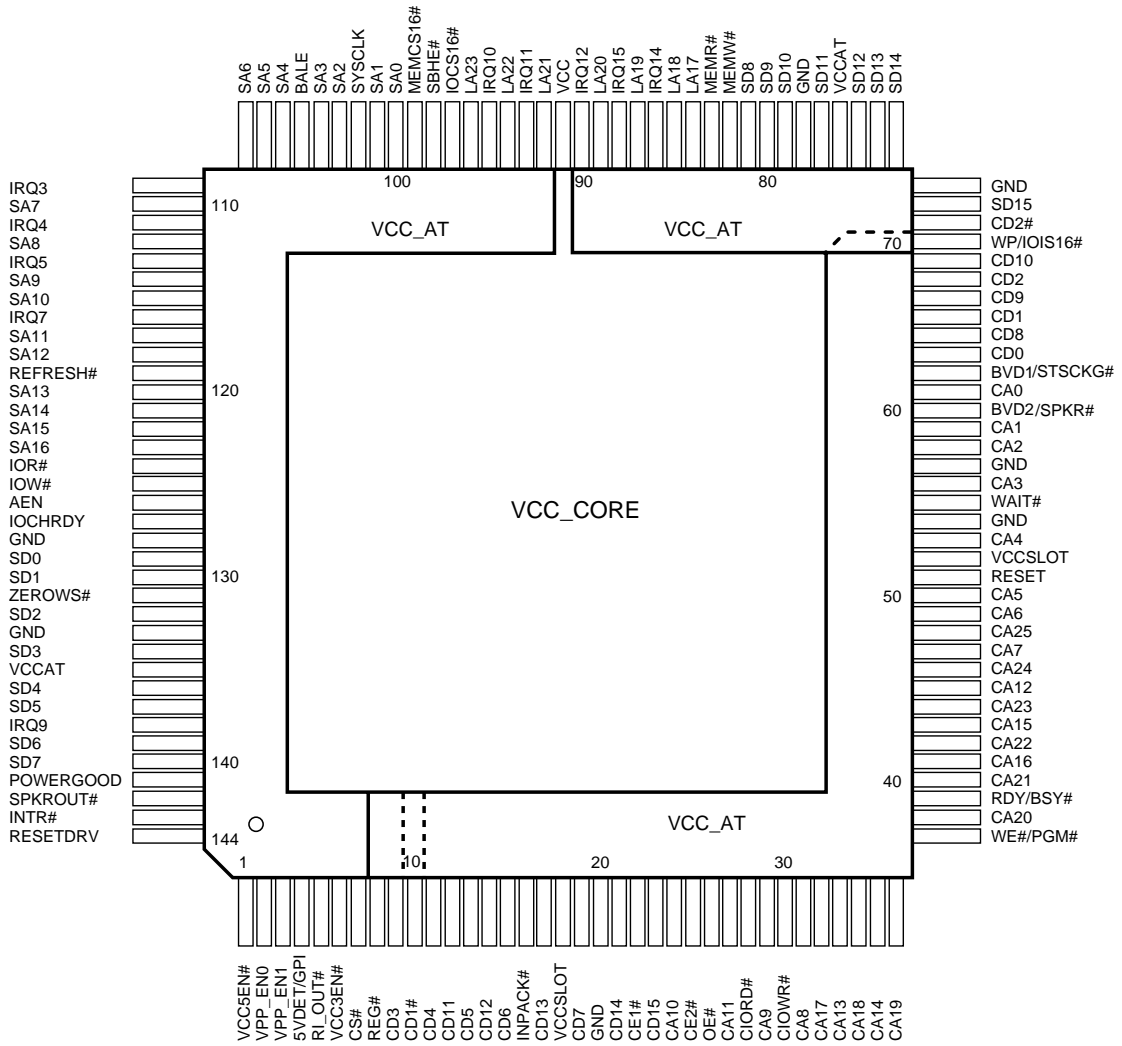 SA6
SA5
SA4
BALE
SA3
SA2
SYSCLK
SA1
SA0
MEMCS16#
SBHE#
IOCS16#
LA23
IRQ10
LA22
IRQ11
LA21
VCC
IRQ12
LA20
IRQ15
LA19
IRQ14
LA18
LA17
MEMR#
MEMW#
SD8
SD9
SD10
GND
SD11
VCCAT
SD12
SD13
SD14
IRQ3
SA7
IRQ4
SA8
IRQ5
SA9
SA10
IRQ7
SA11
SA12
REFRESH#
SA13
SA14
SA15
SA16
IOR#
IOW#
AEN
IOCHRDY
GND
SD0
SD1
ZEROWS#
SD2
GND
SD3
VCCAT
SD4
SD5
IRQ9
SD6
SD7
POWERGOOD
SPKROUT#
INTR#
RESETDRV
100
90
80
110
VCC_AT
VCC_AT
70
120
60
VCC_CORE
130
50
140
40
144
VCC_AT
1
10
20
30
GND
SD15
CD2#
WP/IOIS16#
CD10
CD2
CD9
CD1
CD8
CD0
BVD1/STSCKG#
CA0
BVD2/SPKR#
CA1
CA2
GND
CA3
WAIT#
GND
CA4
VCCSLOT
RESET
CA5
CA6
CA25
CA7
CA24
CA12
CA23
CA15
CA22
CA16
CA21
RDY/BSY#
CA20
WE#/PGM#
VCC5EN#
VPP_EN0
VPP_EN1
5VDET/GPI
RI_OUT#
VCC3EN#
CS#
REG#
CD3
CD1#
CD4
CD11
CD5
CD12
CD6
INPACK#
CD13
VCCSLOT
CD7
GND
CD14
CE1#
CD15
CA10
CE2#
OE#
CA11
CIORD#
CA9
CIOWR#
CA8
CA17
CA13
CA18
CA14
CA19